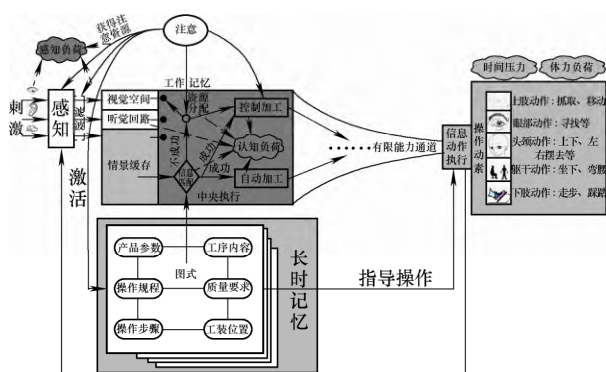 注意
获得注
意资源
感知负荷
刺
激
感知
滤
工作记忆
视觉空间
听觉回路
情景缓存
资源
分配
控制加工
认知负荷
自动加工
不成功
成功
成功
信息
匹配
中央执行
有限能力通道
信息
动作
执行
时间压力
体力负荷
操作动素
上肢动作:抓取、移动
眼部动作:寻找等
头颈动作:上下、左
右摆去等
躯干动作:坐下、弯腰
下肢动作:走步、踩踏
激活
产品参数
工序内容
图式
操作规程
质量要求
操作步骤
工装位置
长时记忆
指导操作